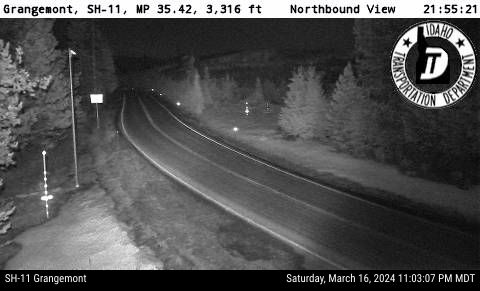 Grangemont, SH-11, MP 35.42, 3,316 ft Northbound View 21:55:21
IDAHO
TRANSPORTATION DEPARTMENT
SH-11 Grangemont Saturday, March 16, 2024 11:03:07 PM MDT